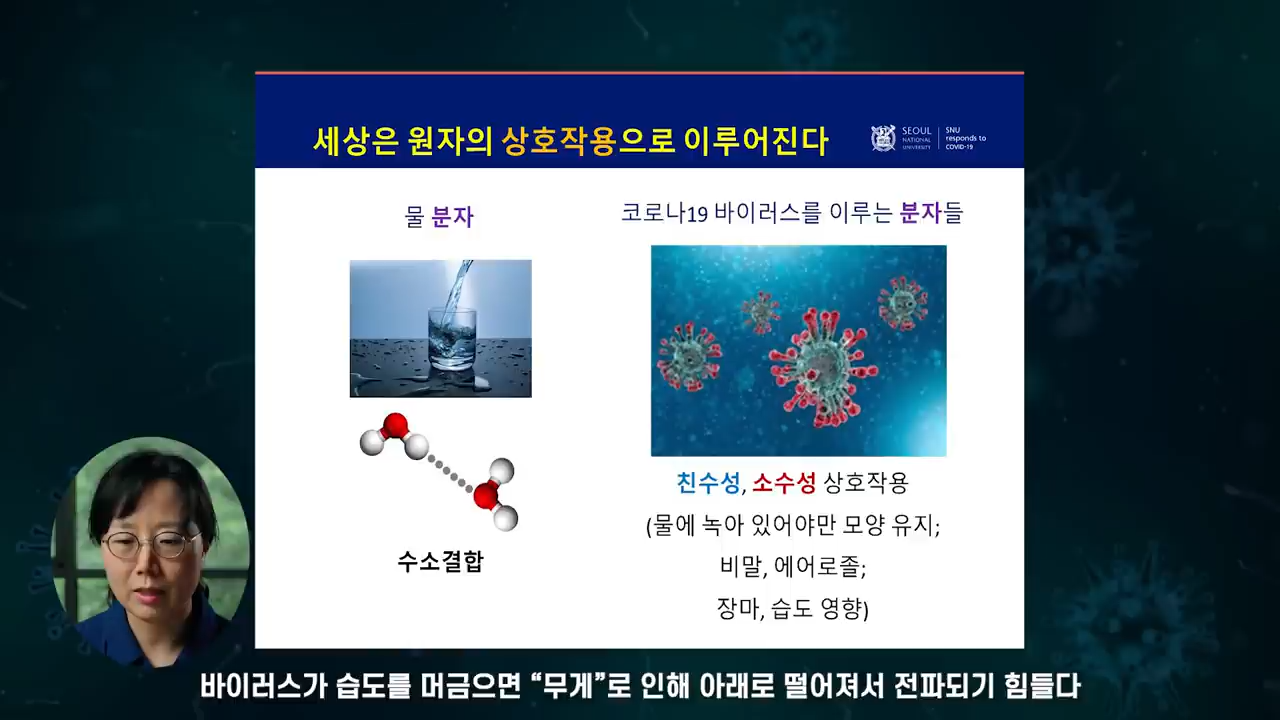 세상은 원자의 상호작용으로 이루어진다
SEOUL
NATIONAL
UNIVERSITY
SNU
responds to
COVID-19
물 분자
코로나19 바이러스를 이루는 분자들
수소결합
친수성, 소수성 상호작용
(물에 녹아 있어야만 모양 유지;
비말, 에어로졸;
장마, 습도 영향)
바이러스가 습도를 머금으면 “무게”로 인해 아래로 떨어져서 전파되기 힘들다